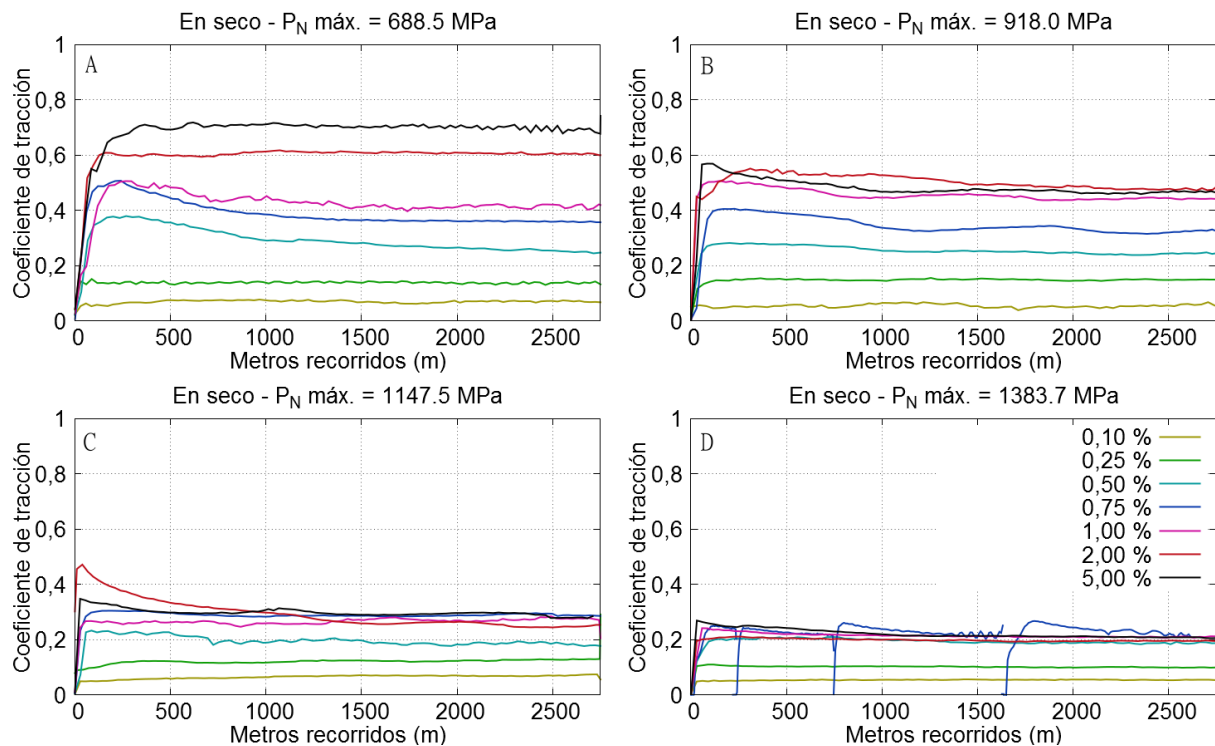 En seco - PN máx. = 688.5 MPa
A
Coeficiente de tracción
1
0,8
0,6
0,4
0,2
0
0 500 1000 1500 2000 2500
Metros recorridos (m)
En seco - PN máx. = 918.0 MPa
B
Coeficiente de tracción
1
0,8
0,6
0,4
0,2
0
0 500 1000 1500 2000 2500
Metros recorridos (m)
En seco - PN máx. = 1147.5 MPa
C
Coeficiente de tracción
1
0,8
0,6
0,4
0,2
0
0 500 1000 1500 2000 2500
Metros recorridos (m)
En seco - PN máx. = 1383.7 MPa
D
Coeficiente de tracción
1
0,8
0,6
0,4
0,2
0
0 500 1000 1500 2000 2500
Metros recorridos (m)
0,10 %
0,25 %
0,50 %
0,75 %
1,00 %
2,00 %
5,00 %